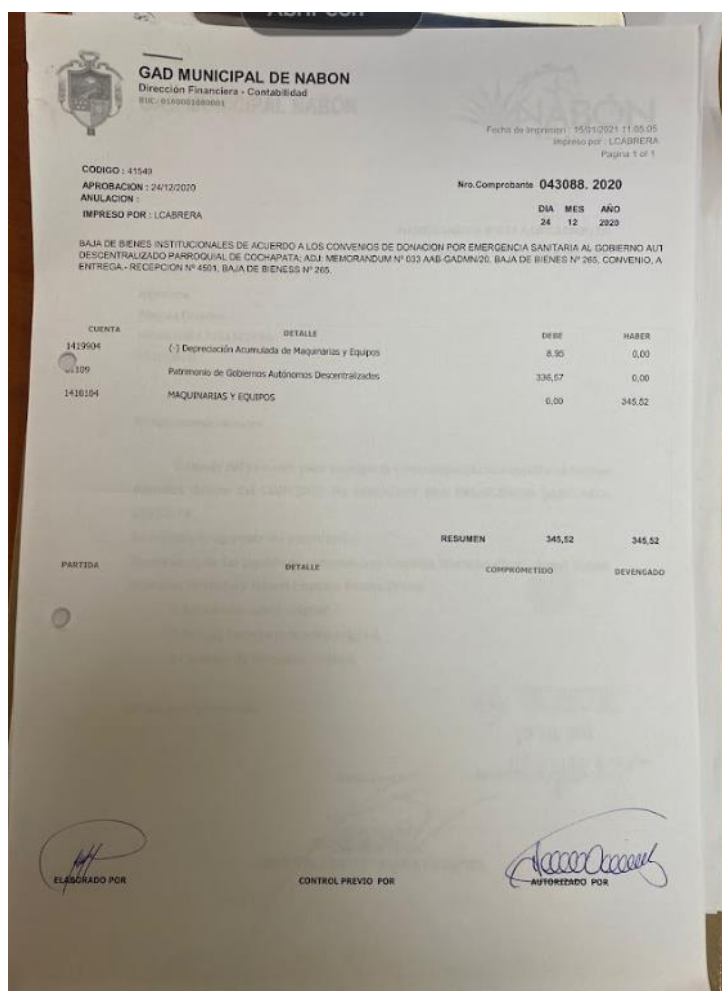 GAD MUNICIPAL DE NABON
Dirección Financiera - Contabilidad
RUC: 0160001080001
NABON
Fecha de Impresion : 15/01/2021 11:05:05
Impreso por : LCABRERA
Pagina 1 of 1
CODIGO : 41549
APROBACION : 24/12/2020
Nro.Comprobante 043088. 2020
ANULACION :
IMPRESO POR : LCABRERA
DIA MES AÑO
24 12 2020
BAJA DE BIENES INSTITUCIONALES DE ACUERDO A LOS CONVENIOS DE DONACION POR EMERGENCIA SANITARIA AL GOBIERNO AUT
DESCENTRALIZADO PARROQUIAL DE COCHAPATA; ADJ: MEMORANDUM Nº 033 AAB-GADMN/20, BAJA DE BIENES Nº 265, CONVENIO, A
ENTREGA.- RECEPCION Nº 4501, BAJA DE BIENESS Nº 265.
CUENTA DETALLE DEBE HABER
1419904 (-) Depreciación Acumulada de Maquinarias y Equipos 8,95 0,00
109 Patrimonio de Gobiernos Autónomos Descentralizados 336,57 0,00
1410104 MAQUINARIAS Y EQUIPOS 0,00 345,52
RESUMEN 345,52 345,52
PARTIDA DETALLE COMPROMETIDO DEVENGADO
ELABORADO POR CONTROL PREVIO POR AUTORIZADO POR